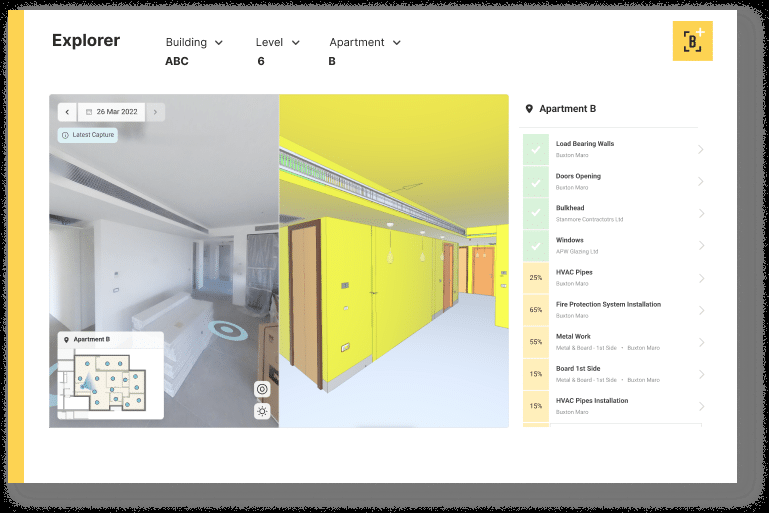 Explorer
Building
Level
Apartment
ABC
6
B
B
26 Mar 2022
Latest Capture
Apartment B
Apartment B
Load Bearing Walls
Buxton Maro
Doors Opening
Buxton Maro
Bulkhead
Stanmore Contractotrs Ltd
Windows
APW Glazing Ltd
25%
HVAC Pipes
Buxton Maro
65%
Fire Protection System Installation
Buxton Maro
55%
Metal Work
Metal & Board - 1st Side • Buxton Maro
15%
Board 1st Side
Metal & Board - 1st Side • Buxton Maro
15%
HVAC Pipes Installation
Buxton Maro